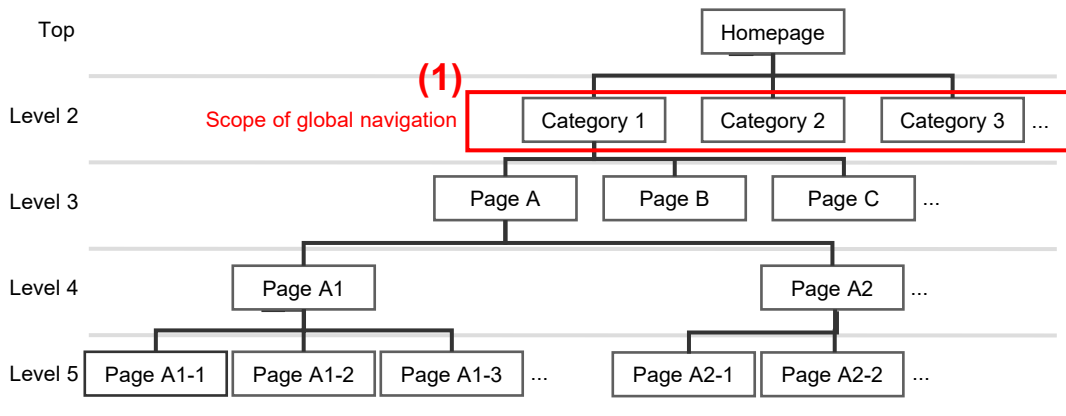 Top
Homepage
(1)
Level 2
Scope of global navigation
Category 1
Category 2
Category 3
...
Level 3
Page A
Page B
Page C
...
Level 4
Page A1
Page A2
...
Level 5
Page A1-1
Page A1-2
Page A1-3
...
Page A2-1
Page A2-2
...